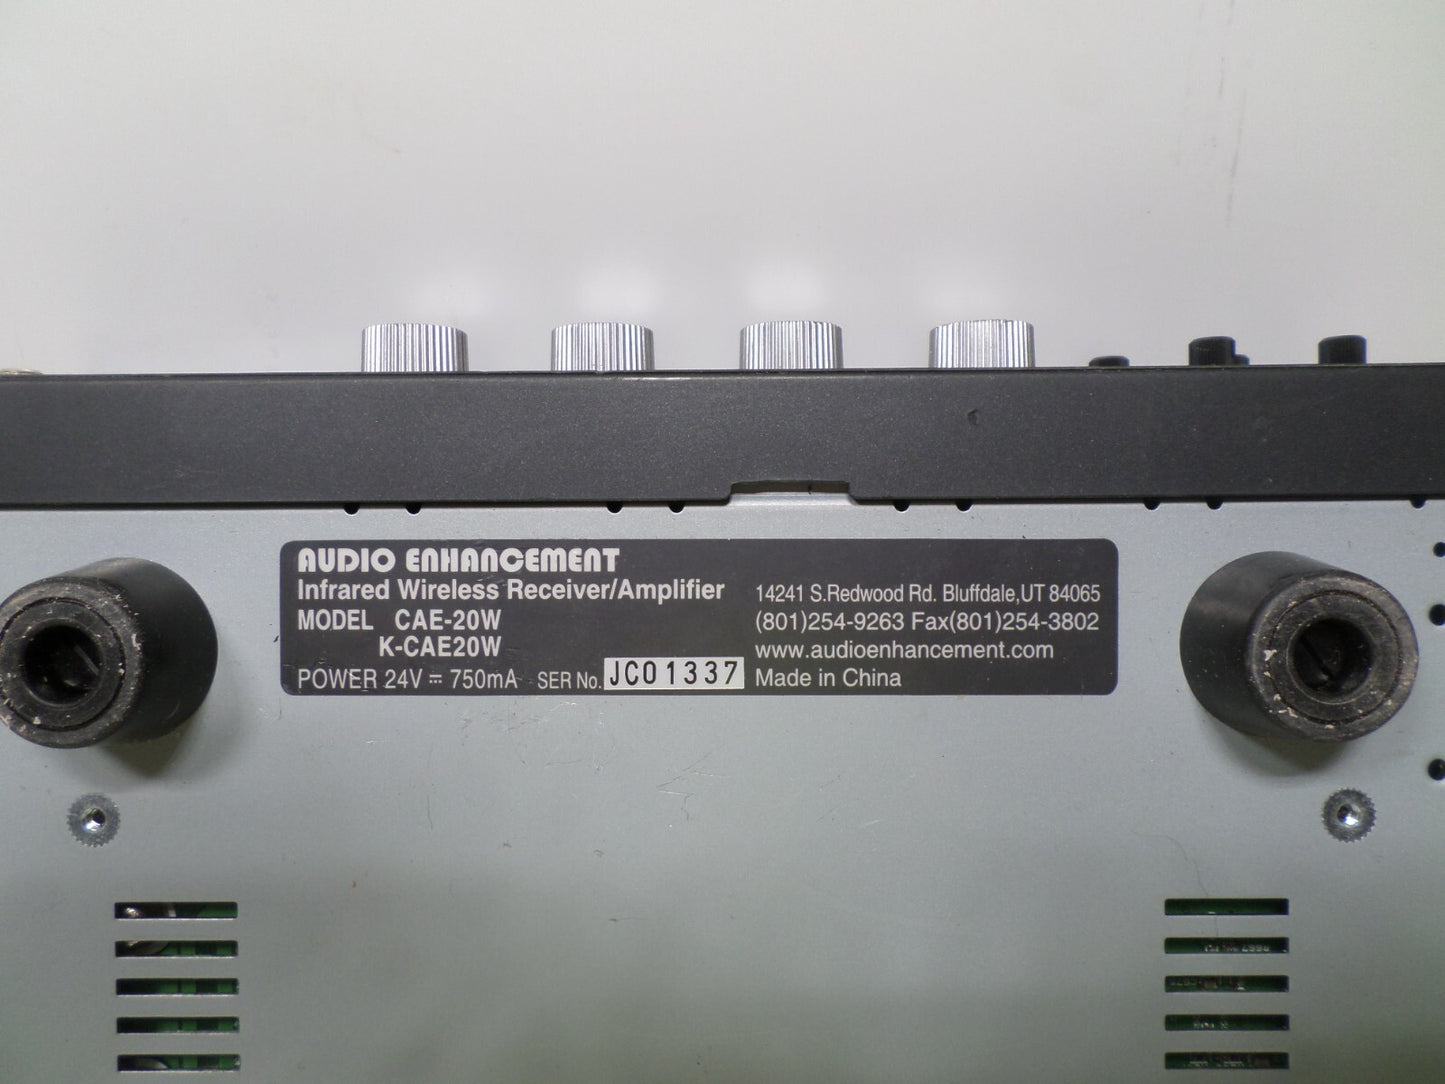 AUDIO ENHANCEMENT
Infrared Wireless Receiver/Amplifier
MODEL CAE-20W
K-CAE20W
POWER 24V ⎓ 750mA SER No. JC01337
14241 S.Redwood Rd. Bluffdale,UT 84065
(801)254-9263 Fax(801)254-3802
www.audioenhancement.com
Made in China